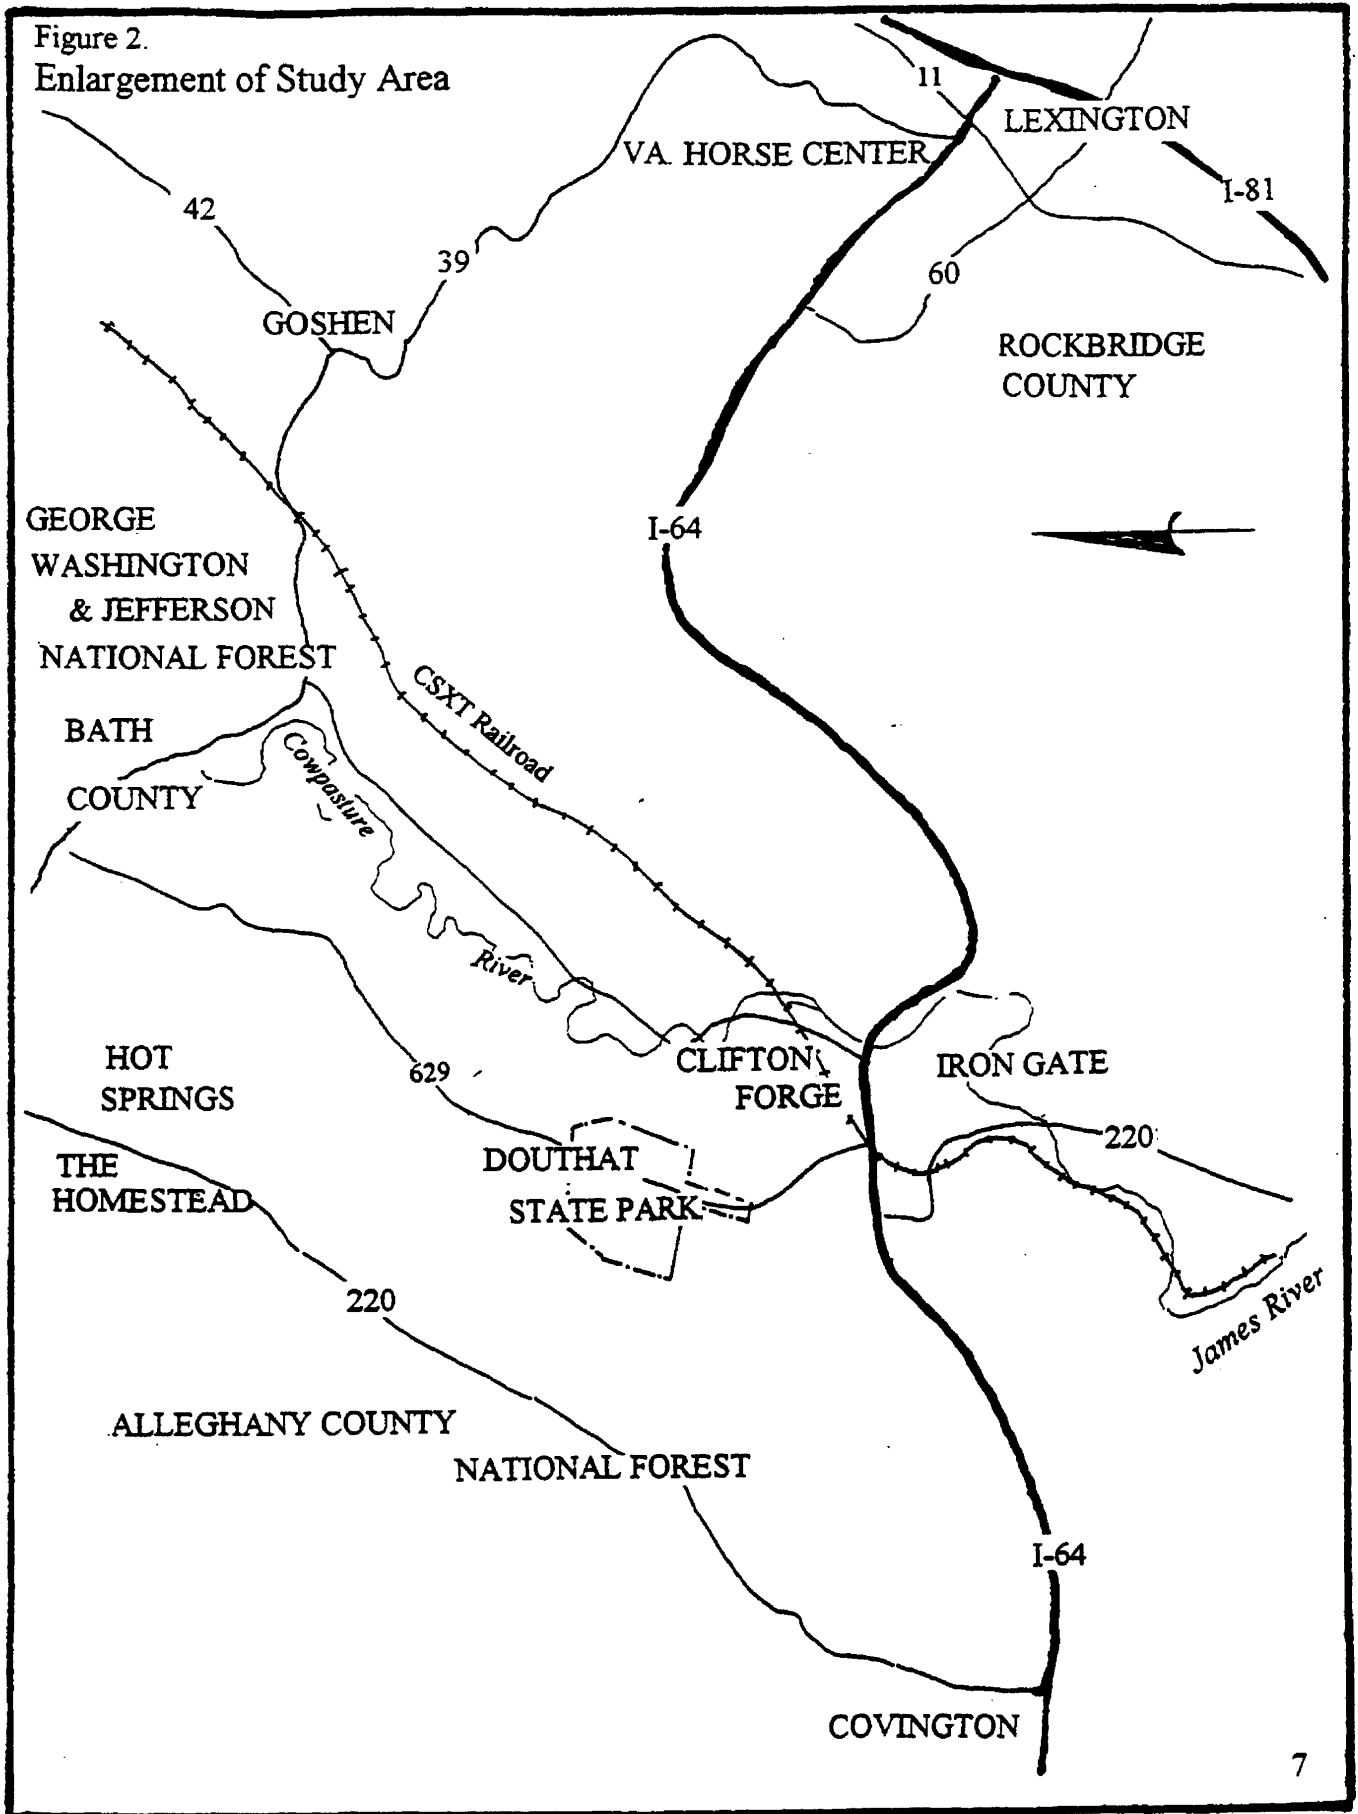 Figure 2.
Enlargement of Study Area
11
LEXINGTON
VA. HORSE CENTER
I-81
42
39
60
GOSHEN
ROCKBRIDGE
COUNTY
I-64
GEORGE
WASHINGTON
& JEFFERSON
NATIONAL FOREST
CSXT Railroad
BATH
COUNTY
Cowpasture
River
HOT
SPRINGS
629
CLIFTON
FORGE
IRON GATE
220
DOUTHAT
STATE PARK
THE
HOMESTEAD
220
James River
ALLEGHANY COUNTY
NATIONAL FOREST
I-64
COVINGTON
7